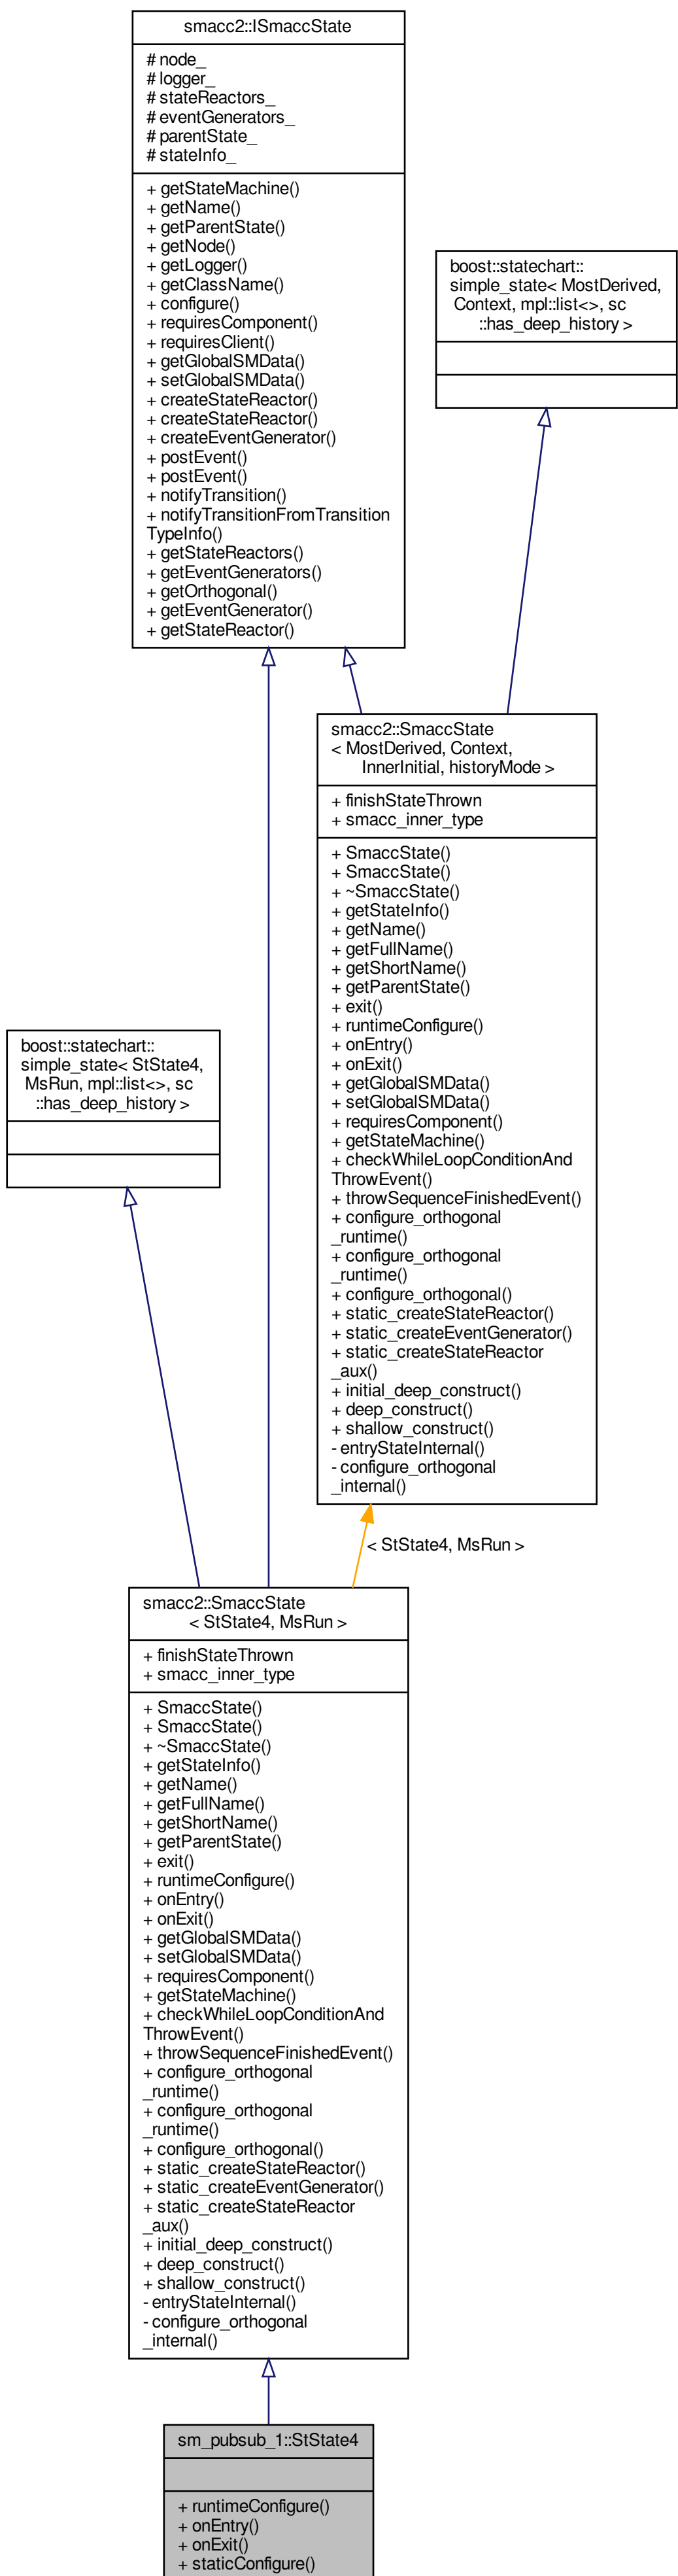 smacc2::ISmaccState
# node_
# logger_
# stateReactors_
# eventGenerators_
# parentState_
# stateInfo_
+ getStateMachine()
+ getName()
+ getParentState()
+ getNode()
+ getLogger()
+ getClassName()
+ configure()
+ requiresComponent()
+ requiresClient()
+ getGlobalSMData()
+ setGlobalSMData()
+ createStateReactor()
+ createStateReactor()
+ createEventGenerator()
+ postEvent()
+ postEvent()
+ notifyTransition()
+ notifyTransitionFromTransition
TypeInfo()
+ getStateReactors()
+ getEventGenerators()
+ getOrthogonal()
+ getEventGenerator()
+ getStateReactor()
boost::statechart::
simple_state< MostDerived,
Context, mpl::list<>, sc
::has_deep_history >
smacc2::SmaccState
< MostDerived, Context,
InnerInitial, historyMode >
+ finishStateThrown
+ smacc_inner_type
+ SmaccState()
+ SmaccState()
+ ~SmaccState()
+ getStateInfo()
+ getName()
+ getFullName()
+ getShortName()
+ getParentState()
+ exit()
+ runtimeConfigure()
+ onEntry()
+ onExit()
+ getGlobalSMData()
+ setGlobalSMData()
+ requiresComponent()
+ getStateMachine()
+ checkWhileLoopConditionAnd
ThrowEvent()
+ throwSequenceFinishedEvent()
+ configure_orthogonal
_runtime()
+ configure_orthogonal
_runtime()
+ configure_orthogonal()
+ static_createStateReactor()
+ static_createEventGenerator()
+ static_createStateReactor
_aux()
+ initial_deep_construct()
+ deep_construct()
+ shallow_construct()
- entryStateInternal()
- configure_orthogonal
_internal()
boost::statechart::
simple_state< StState4,
MsRun, mpl::list<>, sc
::has_deep_history >
< StState4, MsRun >
smacc2::SmaccState
< StState4, MsRun >
+ finishStateThrown
+ smacc_inner_type
+ SmaccState()
+ SmaccState()
+ ~SmaccState()
+ getStateInfo()
+ getName()
+ getFullName()
+ getShortName()
+ getParentState()
+ exit()
+ runtimeConfigure()
+ onEntry()
+ onExit()
+ getGlobalSMData()
+ setGlobalSMData()
+ requiresComponent()
+ getStateMachine()
+ checkWhileLoopConditionAnd
ThrowEvent()
+ throwSequenceFinishedEvent()
+ configure_orthogonal
_runtime()
+ configure_orthogonal
_runtime()
+ configure_orthogonal()
+ static_createStateReactor()
+ static_createEventGenerator()
+ static_createStateReactor
_aux()
+ initial_deep_construct()
+ deep_construct()
+ shallow_construct()
- entryStateInternal()
- configure_orthogonal
_internal()
sm_pubsub_1::StState4
+ runtimeConfigure()
+ onEntry()
+ onExit()
+ staticConfigure()